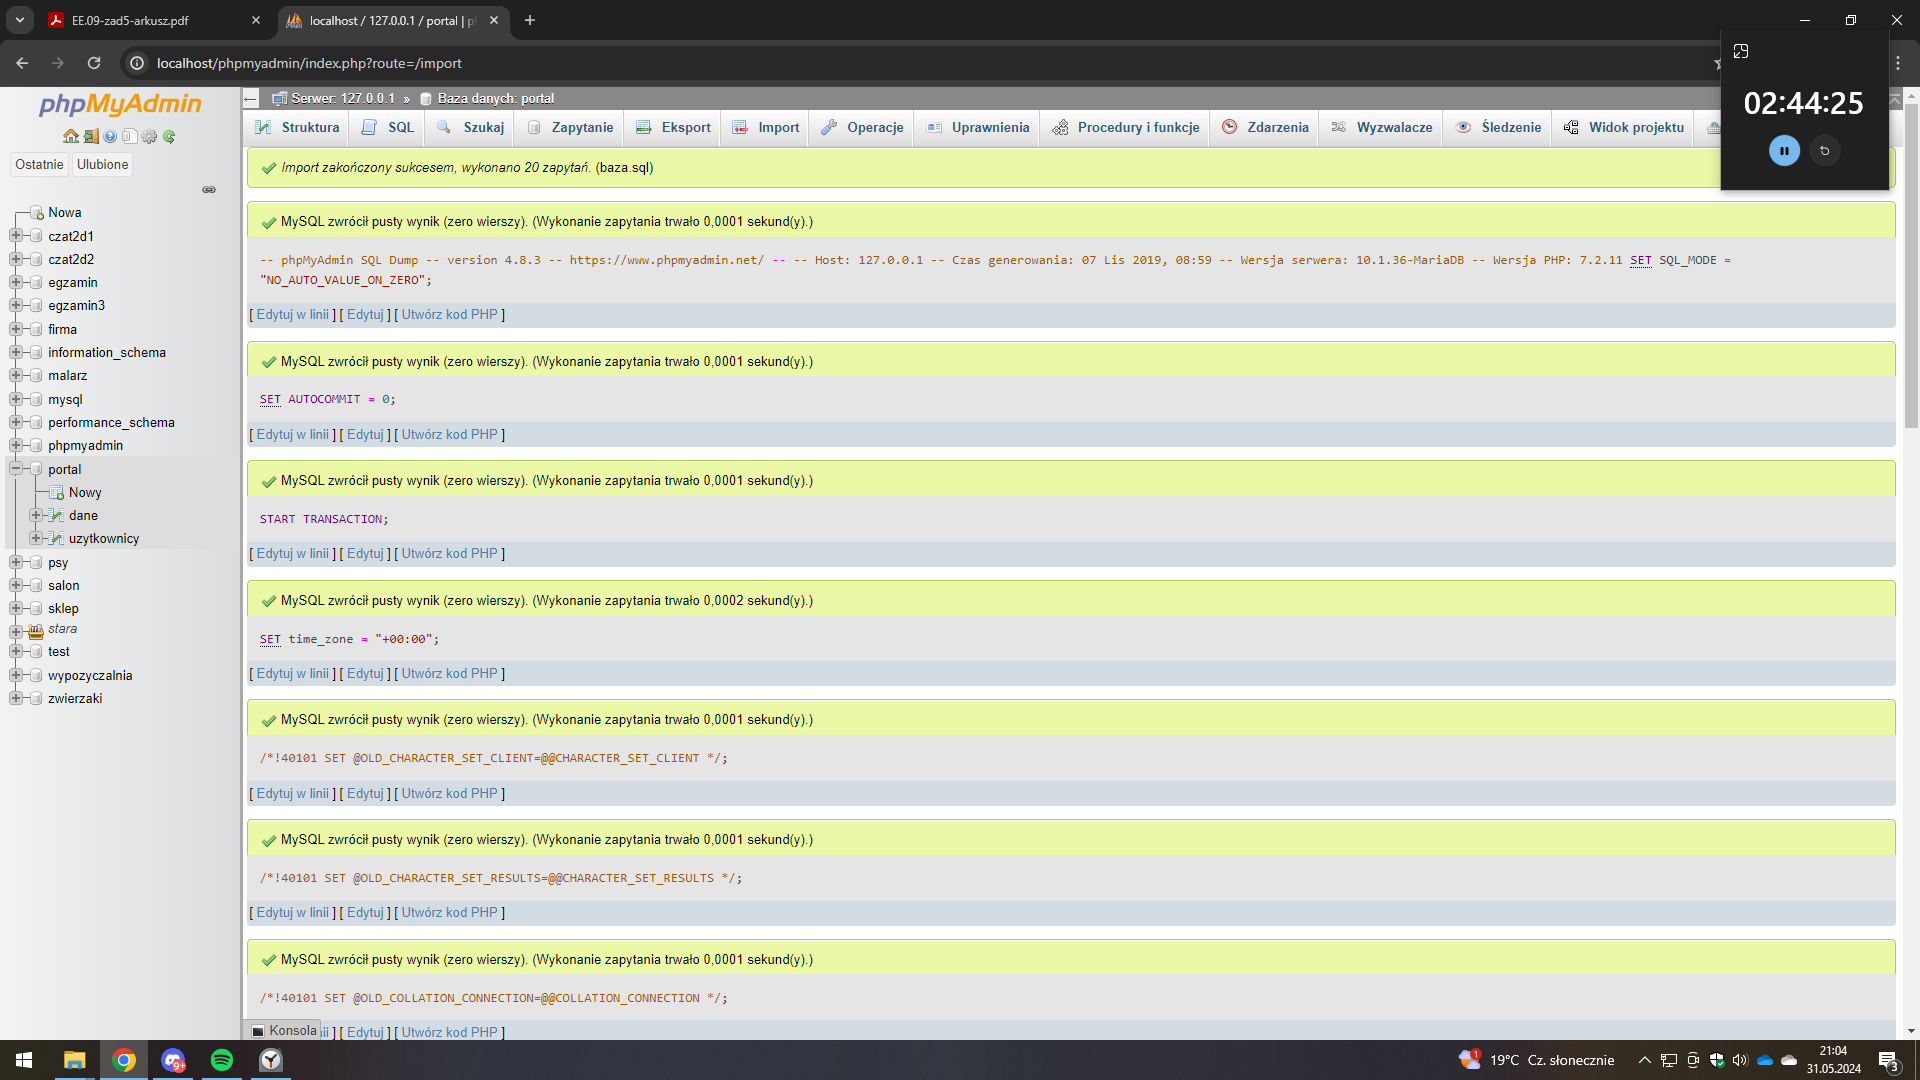 EE.09-zad5-arkusz.pdf
localhost / 127.0.0.1 / portal | p
localhost/phpmyadmin/index.php?route=/import
02:44:25
phpMyAdmin
Ostatnie
Ulubione
Nowa
czat2d1
czat2d2
egzamin
egzamin3
firma
information_schema
malarz
mysql
performance_schema
phpmyadmin
portal
Nowy
dane
uzytkownicy
psy
salon
sklep
stara
test
wypozyczalnia
zwierzaki
Serwer: 127.0.0.1 » Baza danych: portal
Struktura SQL Szukaj Zapytanie Eksport Import Operacje Uprawnienia Procedury i funkcje Zdarzenia Wyzwalacze Śledzenie Widok projektu
Import zakończony sukcesem, wykonano 20 zapytań. (baza.sql)
MySQL zwrócił pusty wynik (zero wierszy). (Wykonanie zapytania trwało 0,0001 sekund(y).)
-- phpMyAdmin SQL Dump -- version 4.8.3 -- https://www.phpmyadmin.net/ -- -- Host: 127.0.0.1 -- Czas generowania: 07 Lis 2019, 08:59 -- Wersja serwera: 10.1.36-MariaDB -- Wersja PHP: 7.2.11 SET SQL_MODE =
"NO_AUTO_VALUE_ON_ZERO";
[ Edytuj w linii ] [ Edytuj ] [ Utwórz kod PHP ]
MySQL zwrócił pusty wynik (zero wierszy). (Wykonanie zapytania trwało 0,0001 sekund(y).)
SET AUTOCOMMIT = 0;
[ Edytuj w linii ] [ Edytuj ] [ Utwórz kod PHP ]
MySQL zwrócił pusty wynik (zero wierszy). (Wykonanie zapytania trwało 0,0001 sekund(y).)
START TRANSACTION;
[ Edytuj w linii ] [ Edytuj ] [ Utwórz kod PHP ]
MySQL zwrócił pusty wynik (zero wierszy). (Wykonanie zapytania trwało 0,0002 sekund(y).)
SET time_zone = "+00:00";
[ Edytuj w linii ] [ Edytuj ] [ Utwórz kod PHP ]
MySQL zwrócił pusty wynik (zero wierszy). (Wykonanie zapytania trwało 0,0001 sekund(y).)
/*!40101 SET @OLD_CHARACTER_SET_CLIENT=@@CHARACTER_SET_CLIENT */;
[ Edytuj w linii ] [ Edytuj ] [ Utwórz kod PHP ]
MySQL zwrócił pusty wynik (zero wierszy). (Wykonanie zapytania trwało 0,0001 sekund(y).)
/*!40101 SET @OLD_CHARACTER_SET_RESULTS=@@CHARACTER_SET_RESULTS */;
[ Edytuj w linii ] [ Edytuj ] [ Utwórz kod PHP ]
MySQL zwrócił pusty wynik (zero wierszy). (Wykonanie zapytania trwało 0,0001 sekund(y).)
/*!40101 SET @OLD_COLLATION_CONNECTION=@@COLLATION_CONNECTION */;
Konsola nii ] [ Edytuj ] [ Utwórz kod PHP ]
9+
1
19°C Cz. słonecznie
21:04
31.05.2024
3